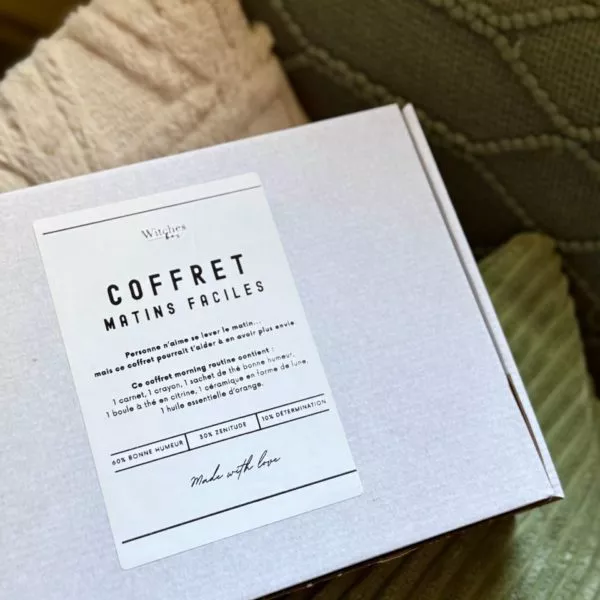 Witches
box
COFFRET
MATINS FACILES
Personne n'aime se lever le matin...
mais ce coffret pourrait t'aider à en avoir plus envie
Ce coffret morning routine contient :
1 carnet, 1 crayon, 1 sachet de thé bonne humeur,
1 boule à thé en citrine, 1 céramique en forme de lune,
1 huile essentielle d'orange.
60% BONNE HUMEUR
30% ZENITUDE
10% DÉTERMINATION
Made with love